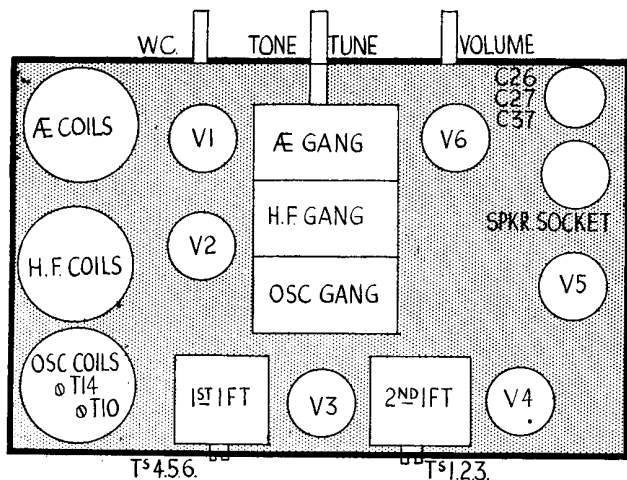 W.C. TONE TUNE VOLUME
C26
C27
C37
Æ COILS
V1
Æ GANG
V6
SPKR. SOCKET
H.F. COILS
V2
H.F. GANG
OSC GANG
V5
OSC COILS
T14
T10
1ST IFT
V3
2ND IFT
V4
TS 4.5.6.
TS 1.2.3.